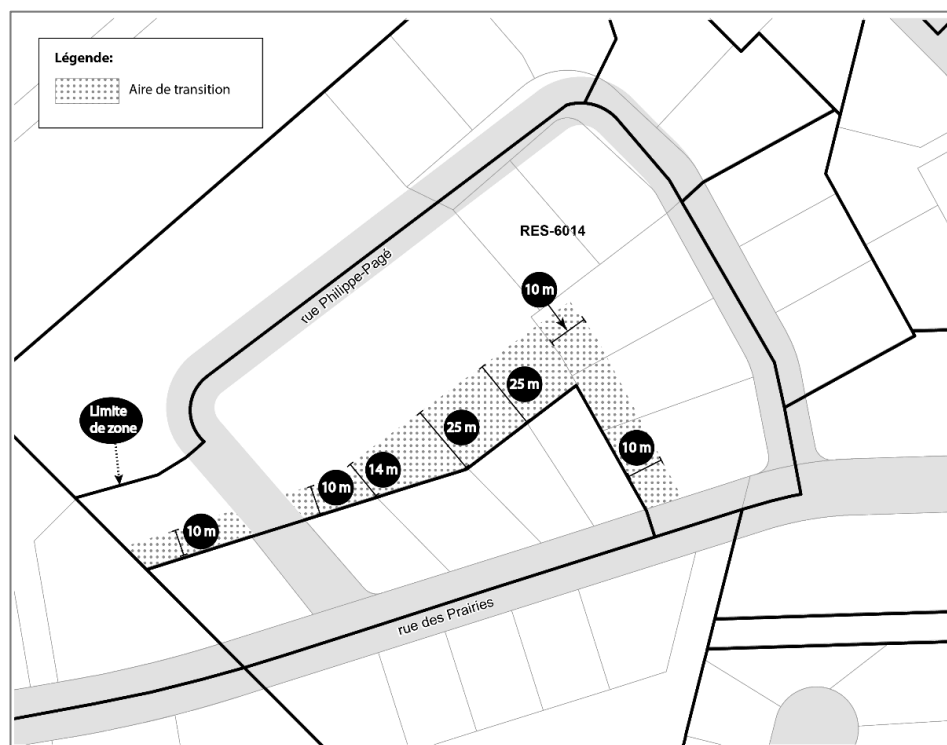 Légende:
Aire de transition
RES-6014
rue Philippe-Pagé
10 m
25 m
Limite
de zone
25 m
10 m
14 m
10 m
10 m
rue des Prairies